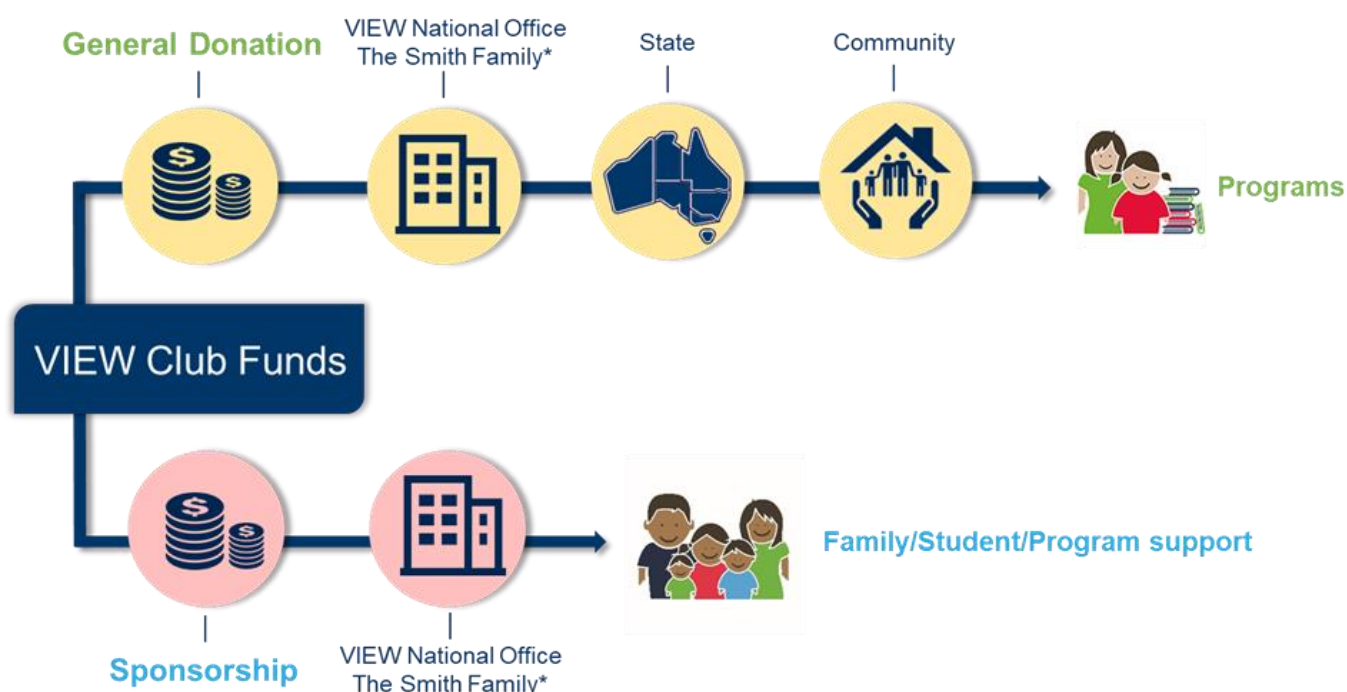 General Donation
VIEW National Office
The Smith Family*
State
Community
Programs
VIEW Club Funds
Family/Student/Program support
Sponsorship
VIEW National Office
The Smith Family*